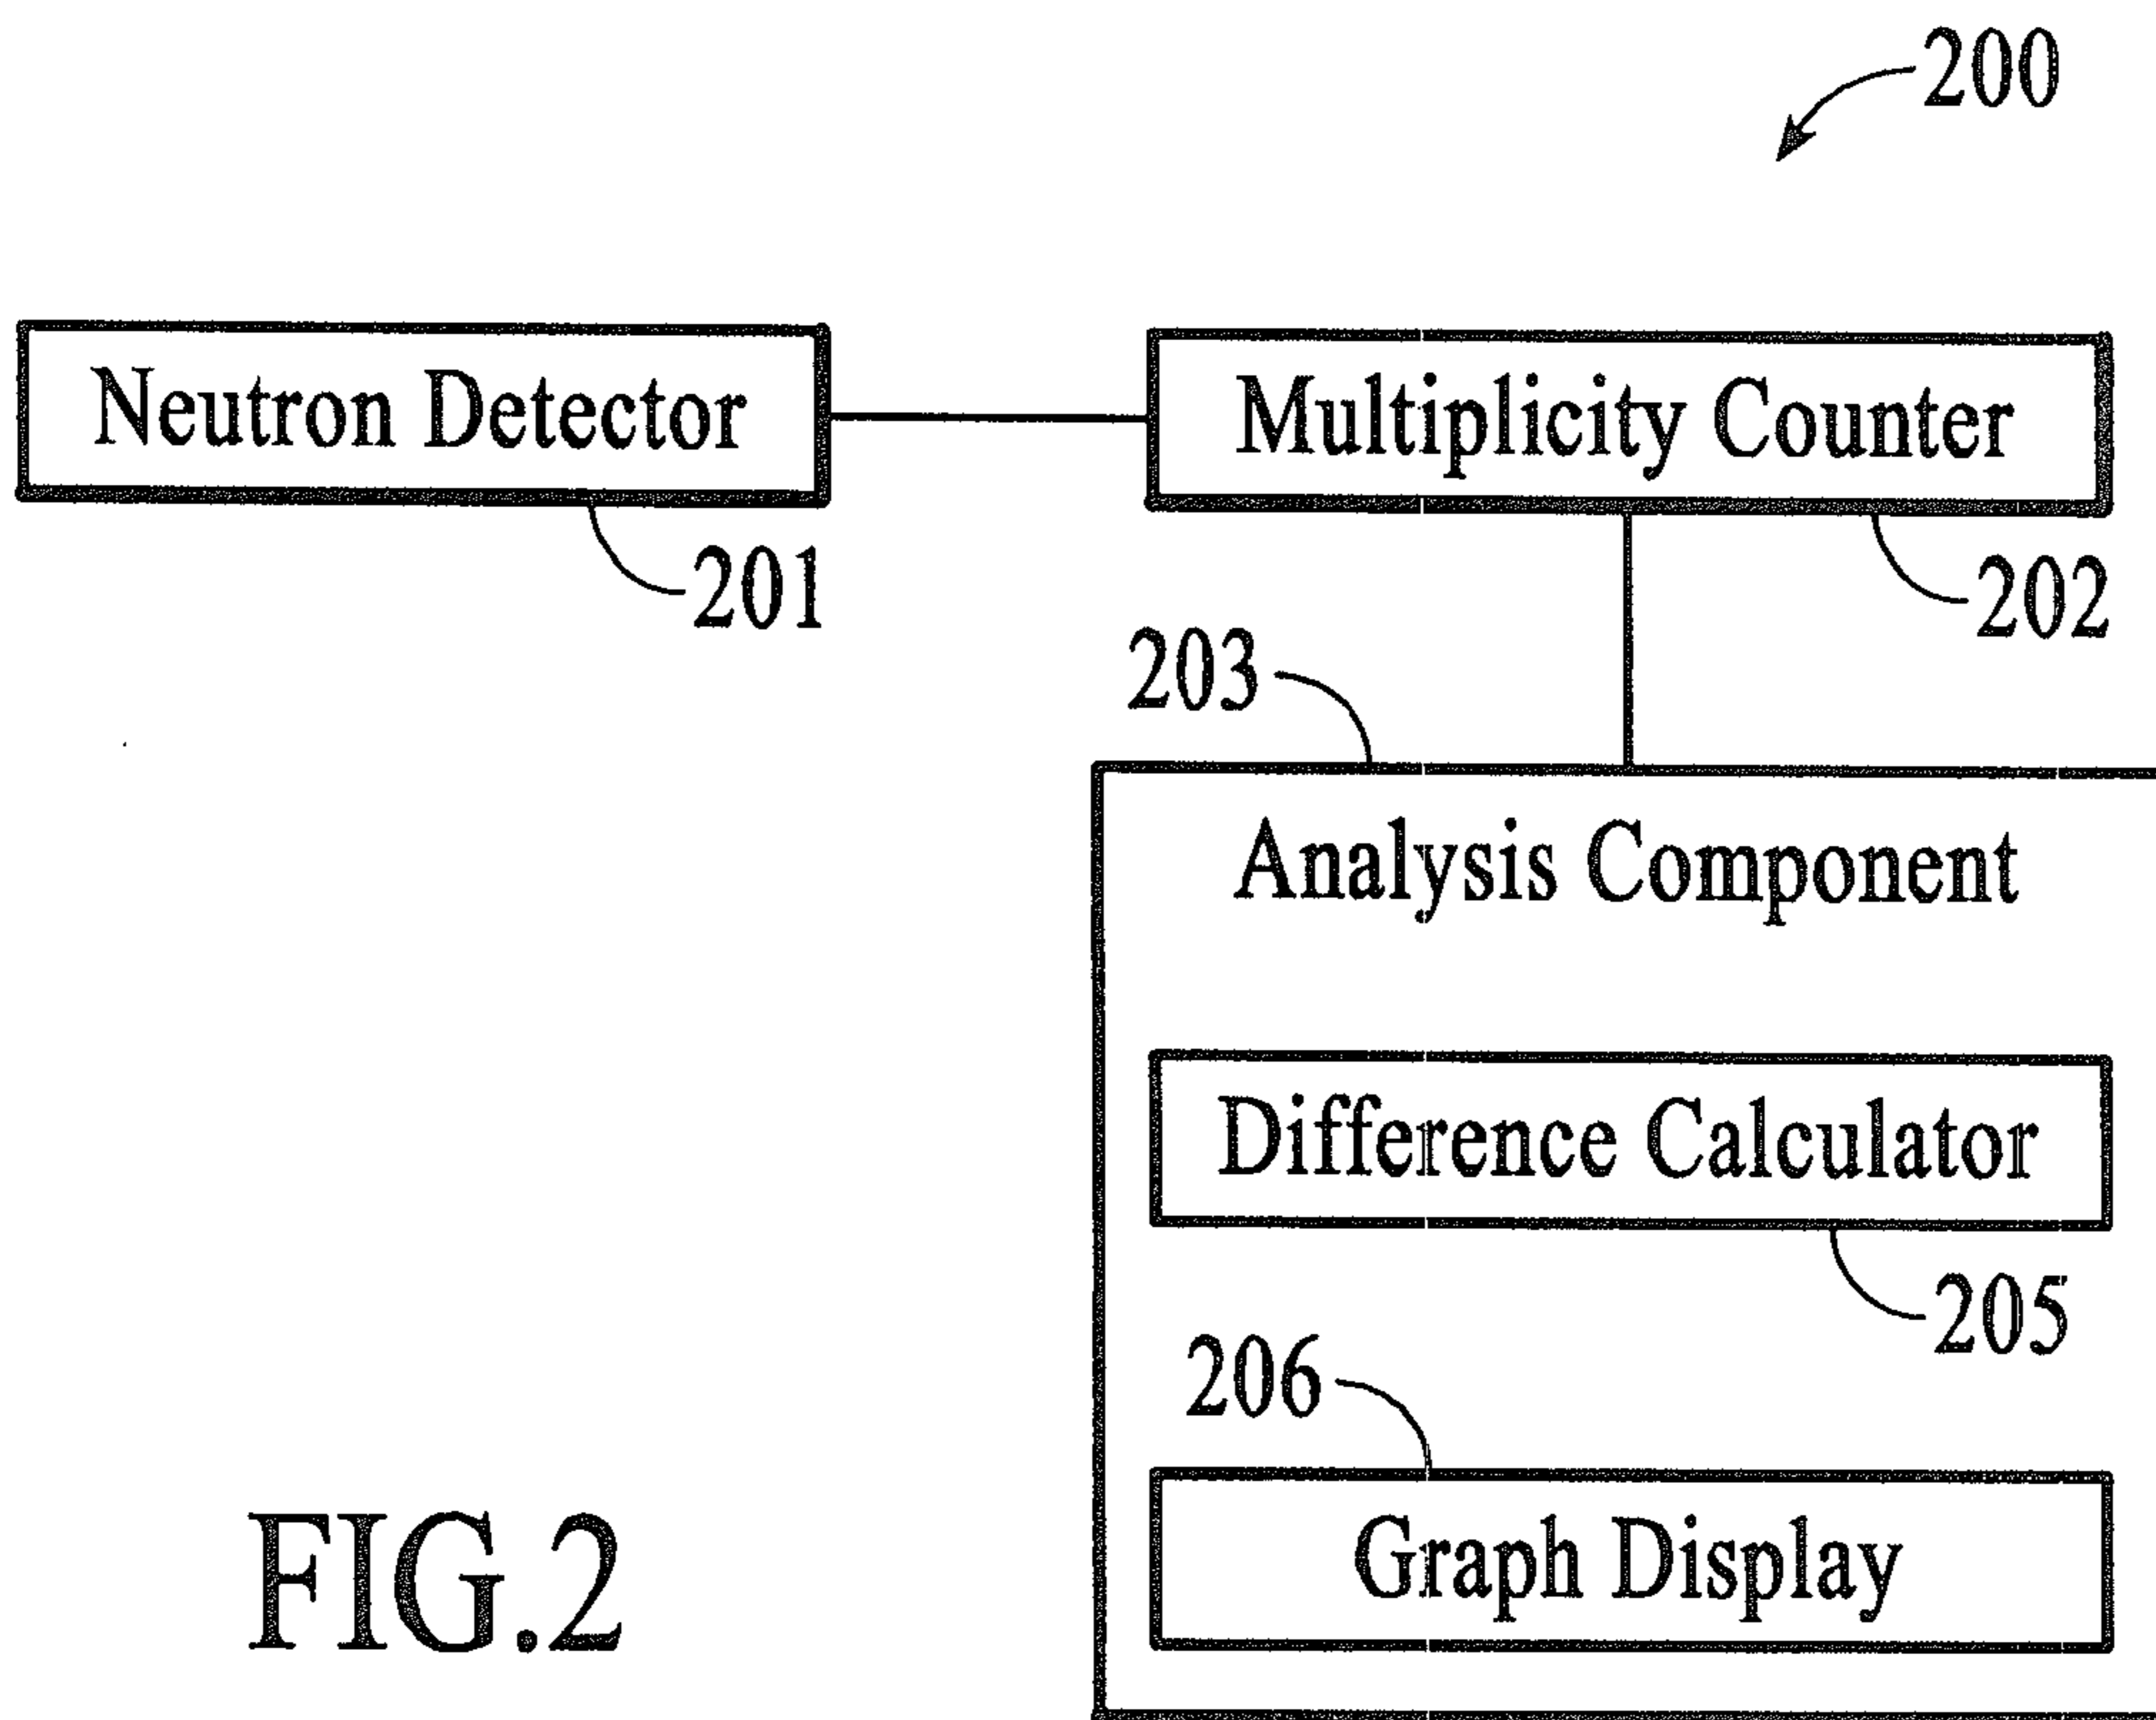 200
Neutron Detector
Multiplicity Counter
201
202
203
Analysis Component
Difference Calculator
205
206
Graph Display
FIG.2